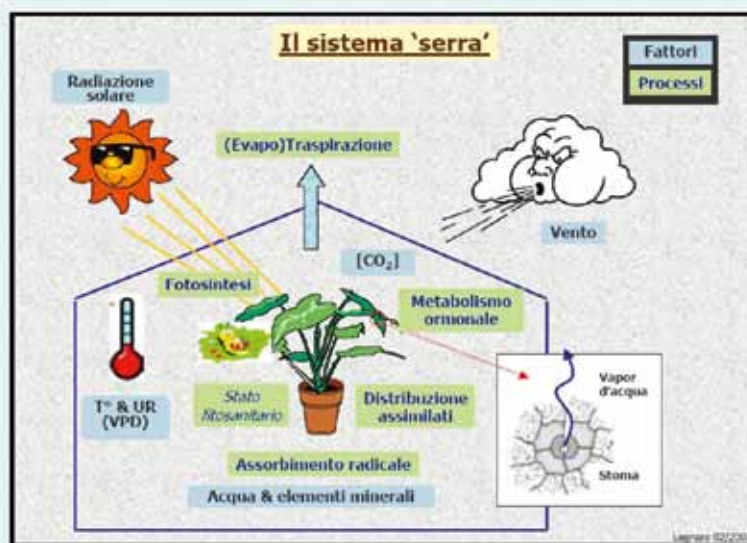 Il sistema 'serra'
Fattori
Processi
Radiazione
solare
(Evapo)Traspirazione
Vento
[CO₂]
Fotosintesi
Metabolismo
ormonale
T° & UR
(VPD)
Stato
fitosanitario
Distribuzione
assimilati
Vapor
d'acqua
Stoma
Assorbimento radicale
Acqua & elementi minerali
Legnaro